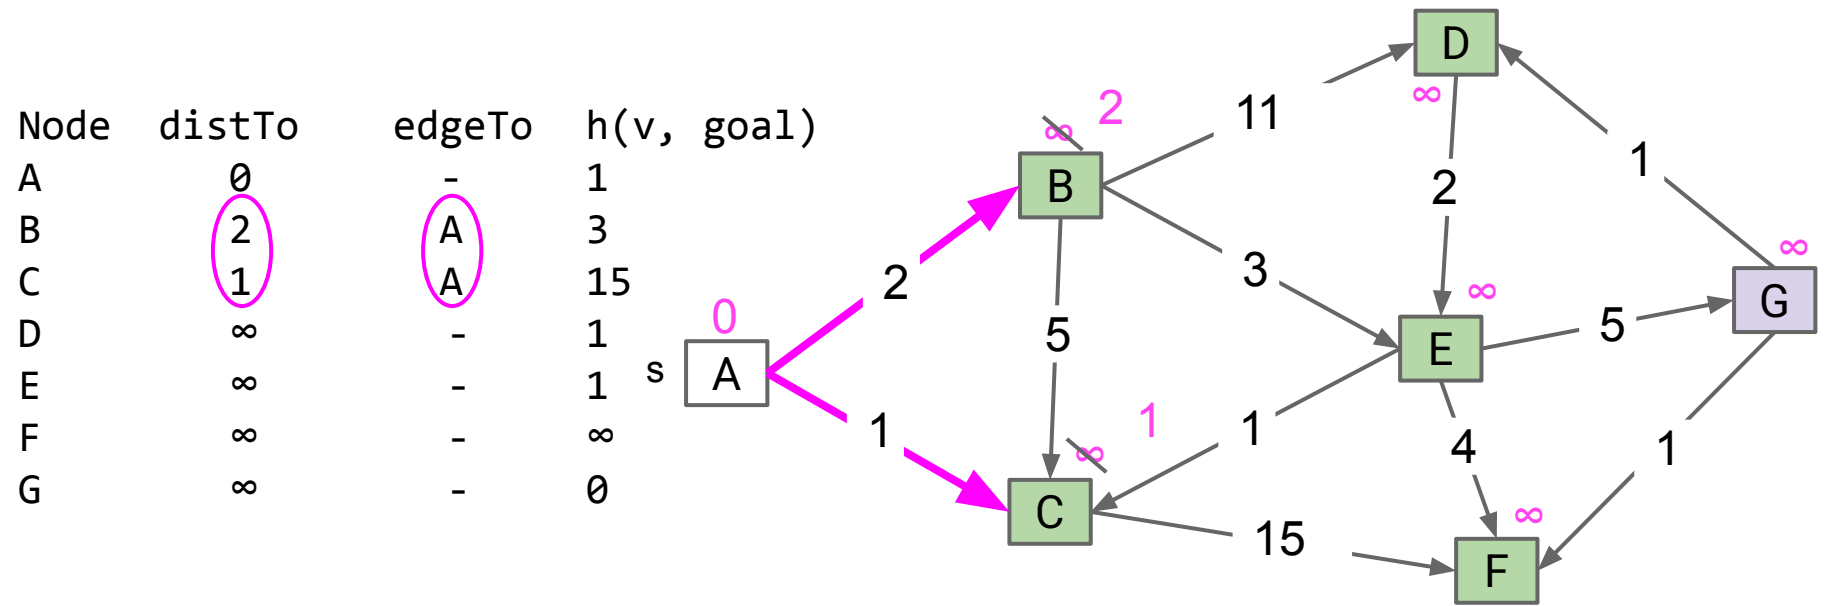 Node distTo edgeTo h(v, goal)
A 0 - 1
B 2 A 3
C 1 A 15
D ∞ - 1
E ∞ - 1
F ∞ - ∞
G ∞ - 0
D
∞
2
∞
11
B
1
2
∞
3
∞
G
2
0
5
E
5
s
A
1
1
1
4
1
∞
C
∞
15
F